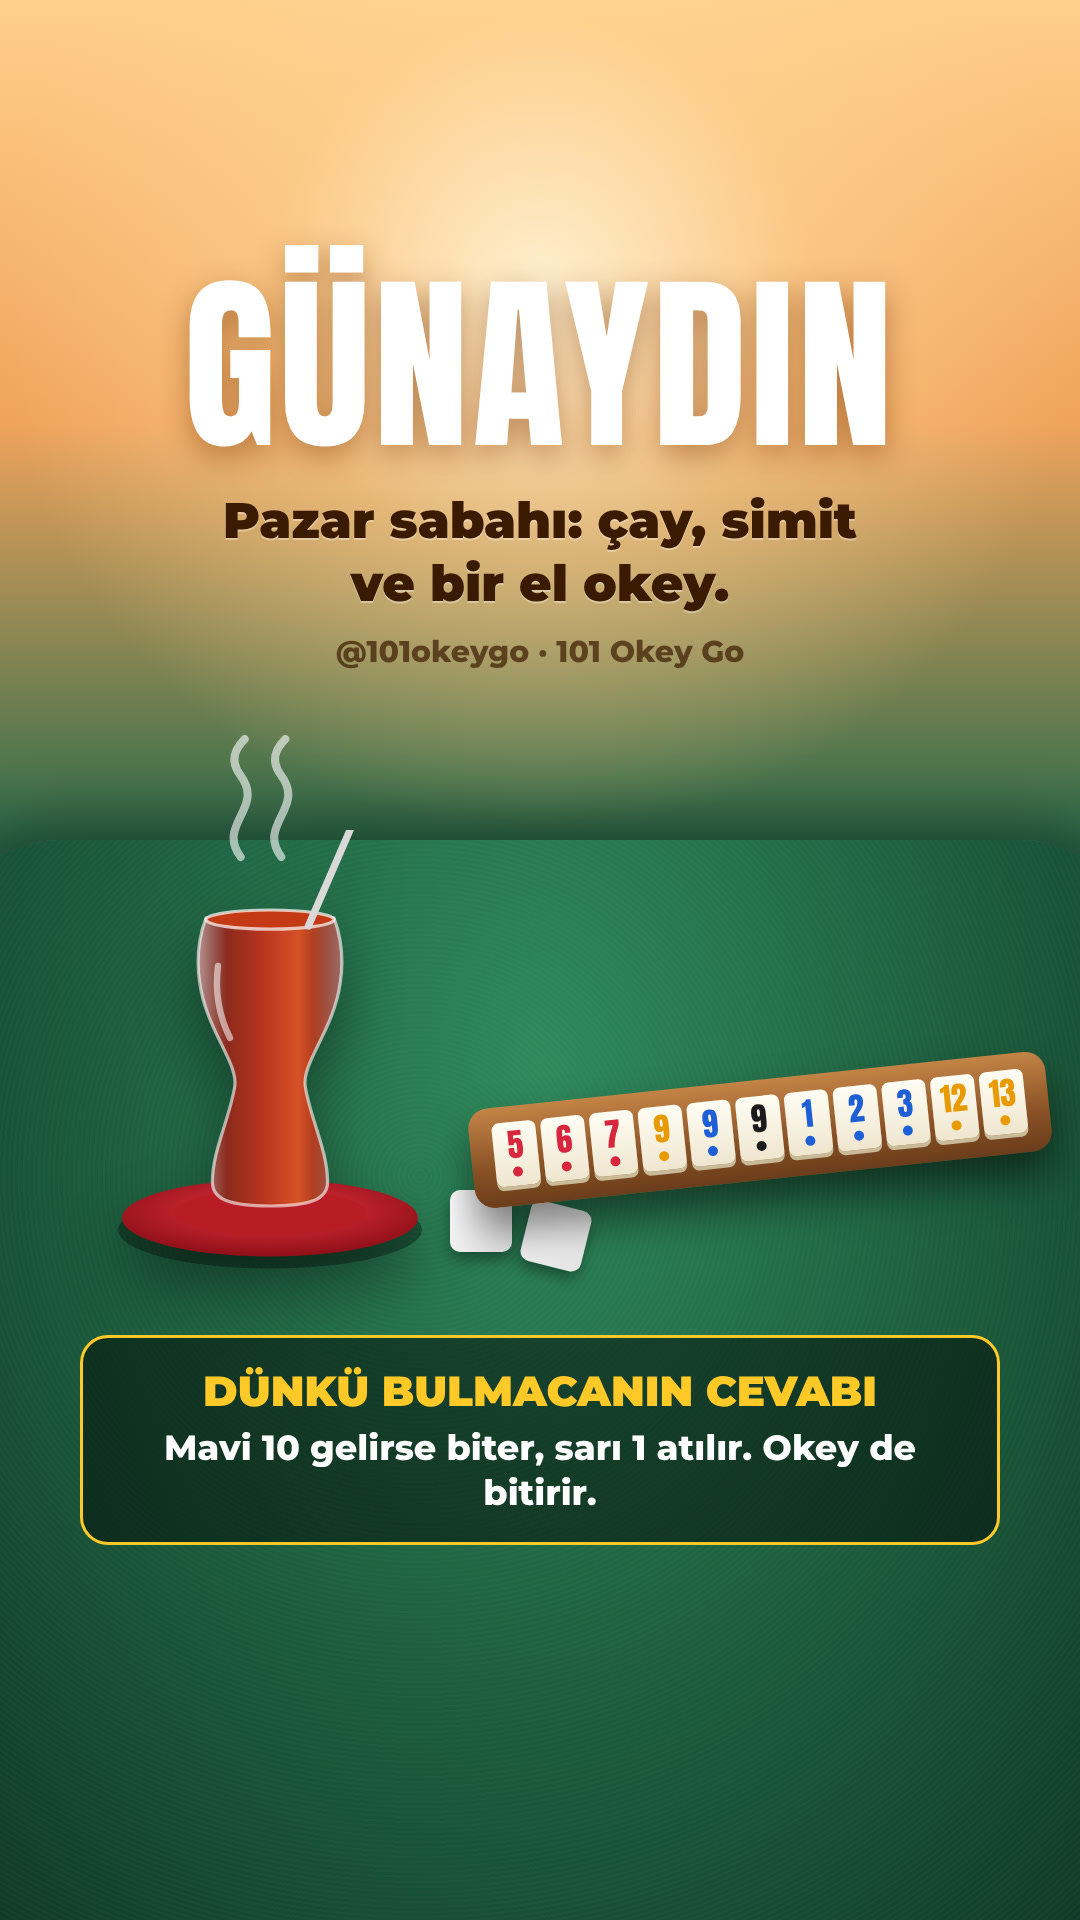 GÜNAYDIN
Pazar sabahı: çay, simit
ve bir el okey.
@101okeygo · 101 Okey Go
5 6 7 9 9 9 1 2 3 12 13
DÜNKÜ BULMACANIN CEVABI
Mavi 10 gelirse biter, sarı 1 atılır. Okey de
bitirir.